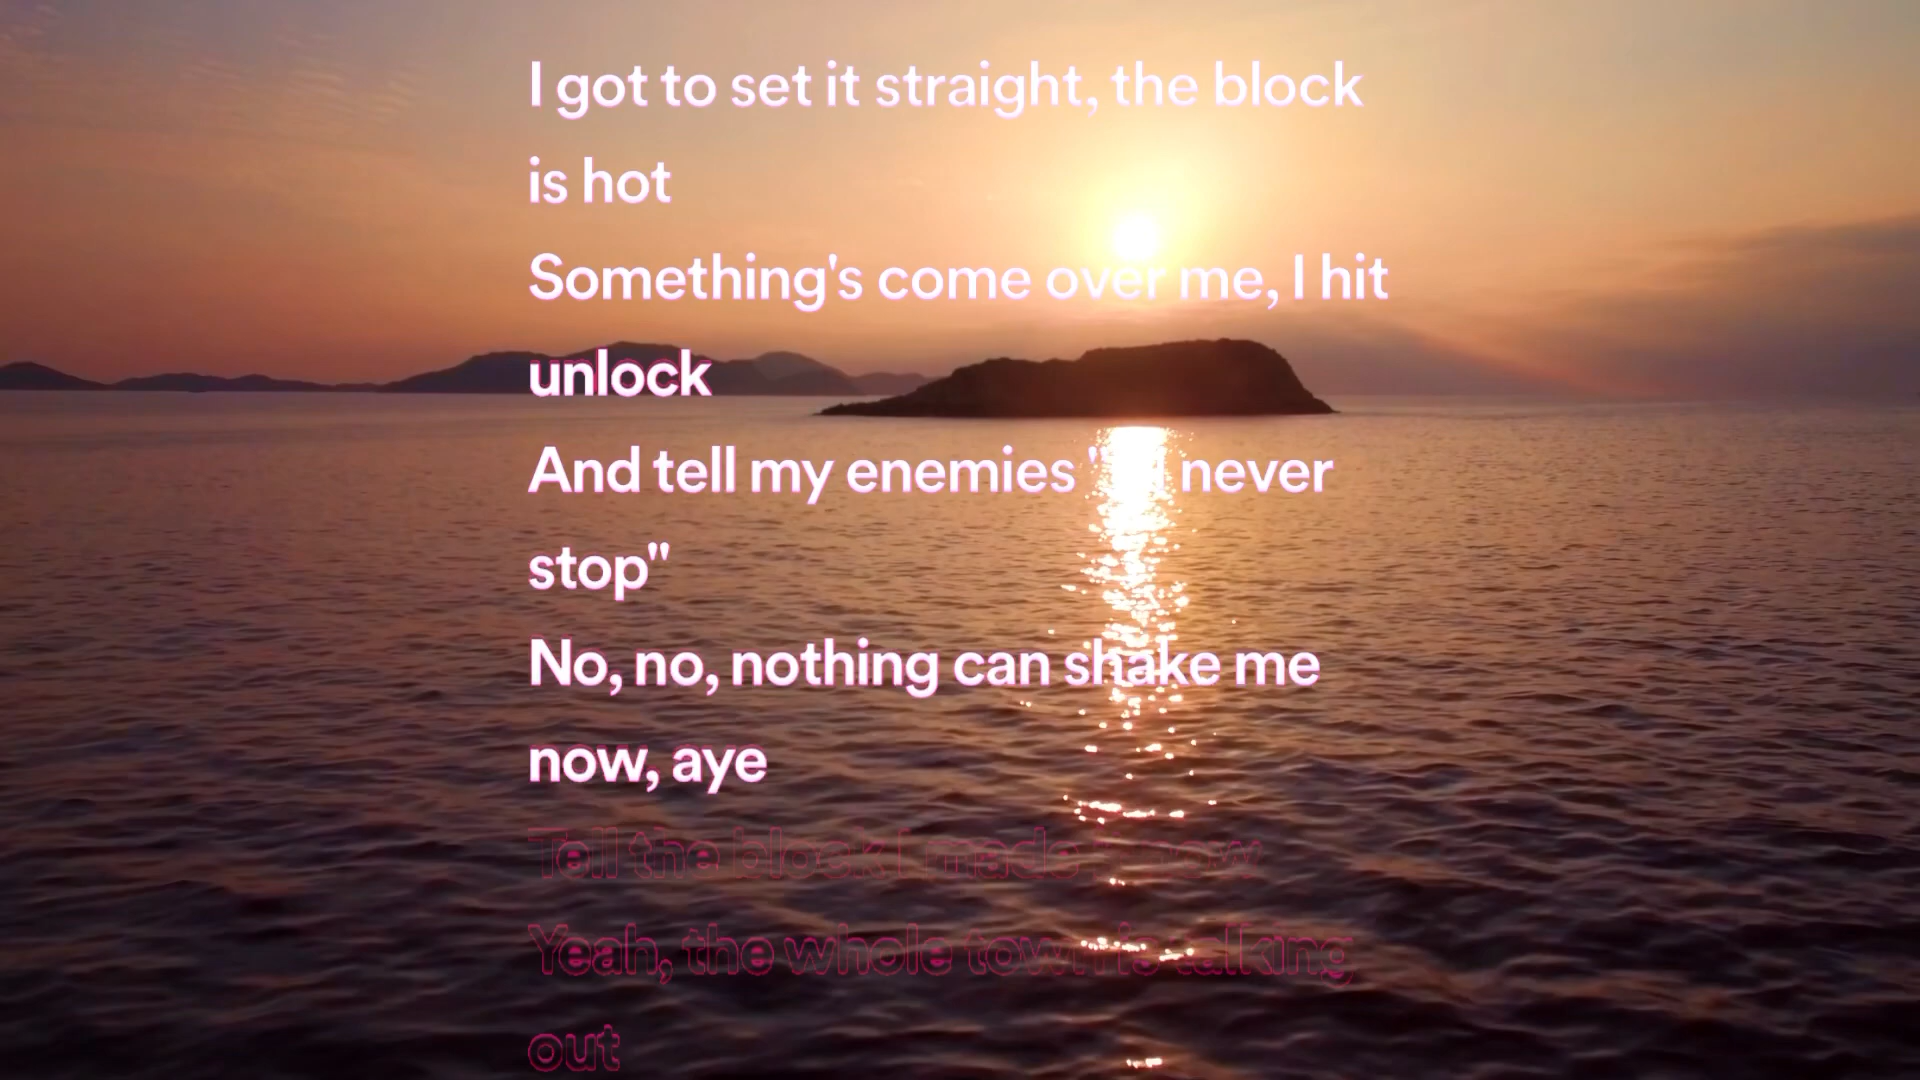 I got to set it straight, the block
is hot
Something's come over me, I hit
unlock
And tell my enemies " never
stop"
No, no, nothing can shake me
now, aye
Tell the block I made it now
Yeah, the whole town is talking
out